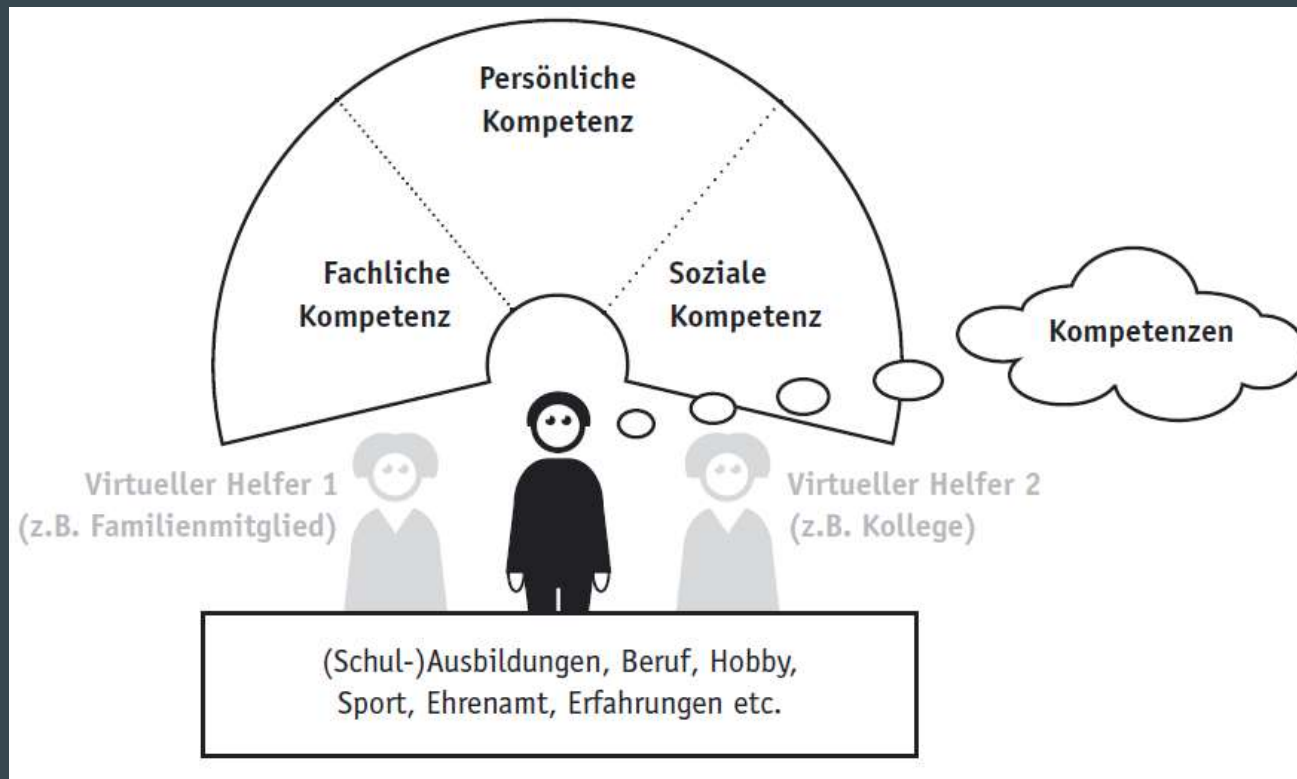 Persönliche
Kompetenz
Fachliche
Kompetenz
Soziale
Kompetenz
Kompetenzen
Virtueller Helfer 1
(z.B. Familienmitglied)
Virtueller Helfer 2
(z.B. Kollege)
(Schul-)Ausbildungen, Beruf, Hobby,
Sport, Ehrenamt, Erfahrungen etc.